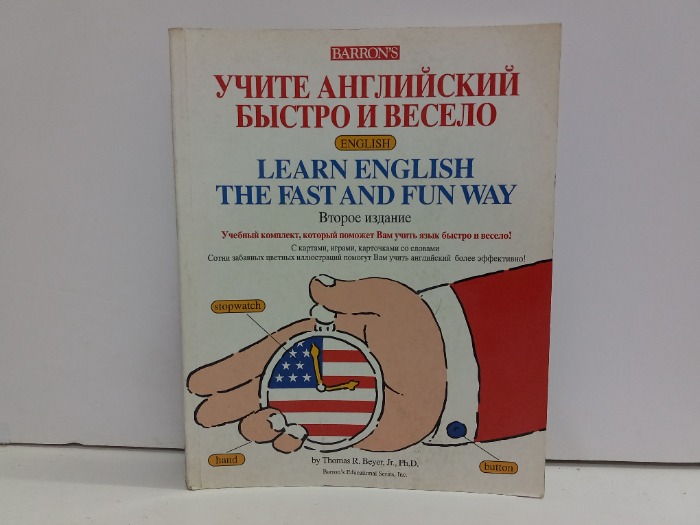 BARRON'S
УЧИТЕ АНГЛИЙСКИЙ
БЫСТРО И ВЕСЕЛО
ENGLISH
LEARN ENGLISH
THE FAST AND FUN WAY
Второе издание
Учебный комплект, который поможет Вам учить язык быстро и весело!
С картами, играми, карточками со словами
Сотни забавных цветных иллюстраций помогут Вам учить английский более эффективно!
stopwatch
hand
button
by Thomas R. Beyer, Jr., Ph.D.
Barron's Educational Series, Inc.